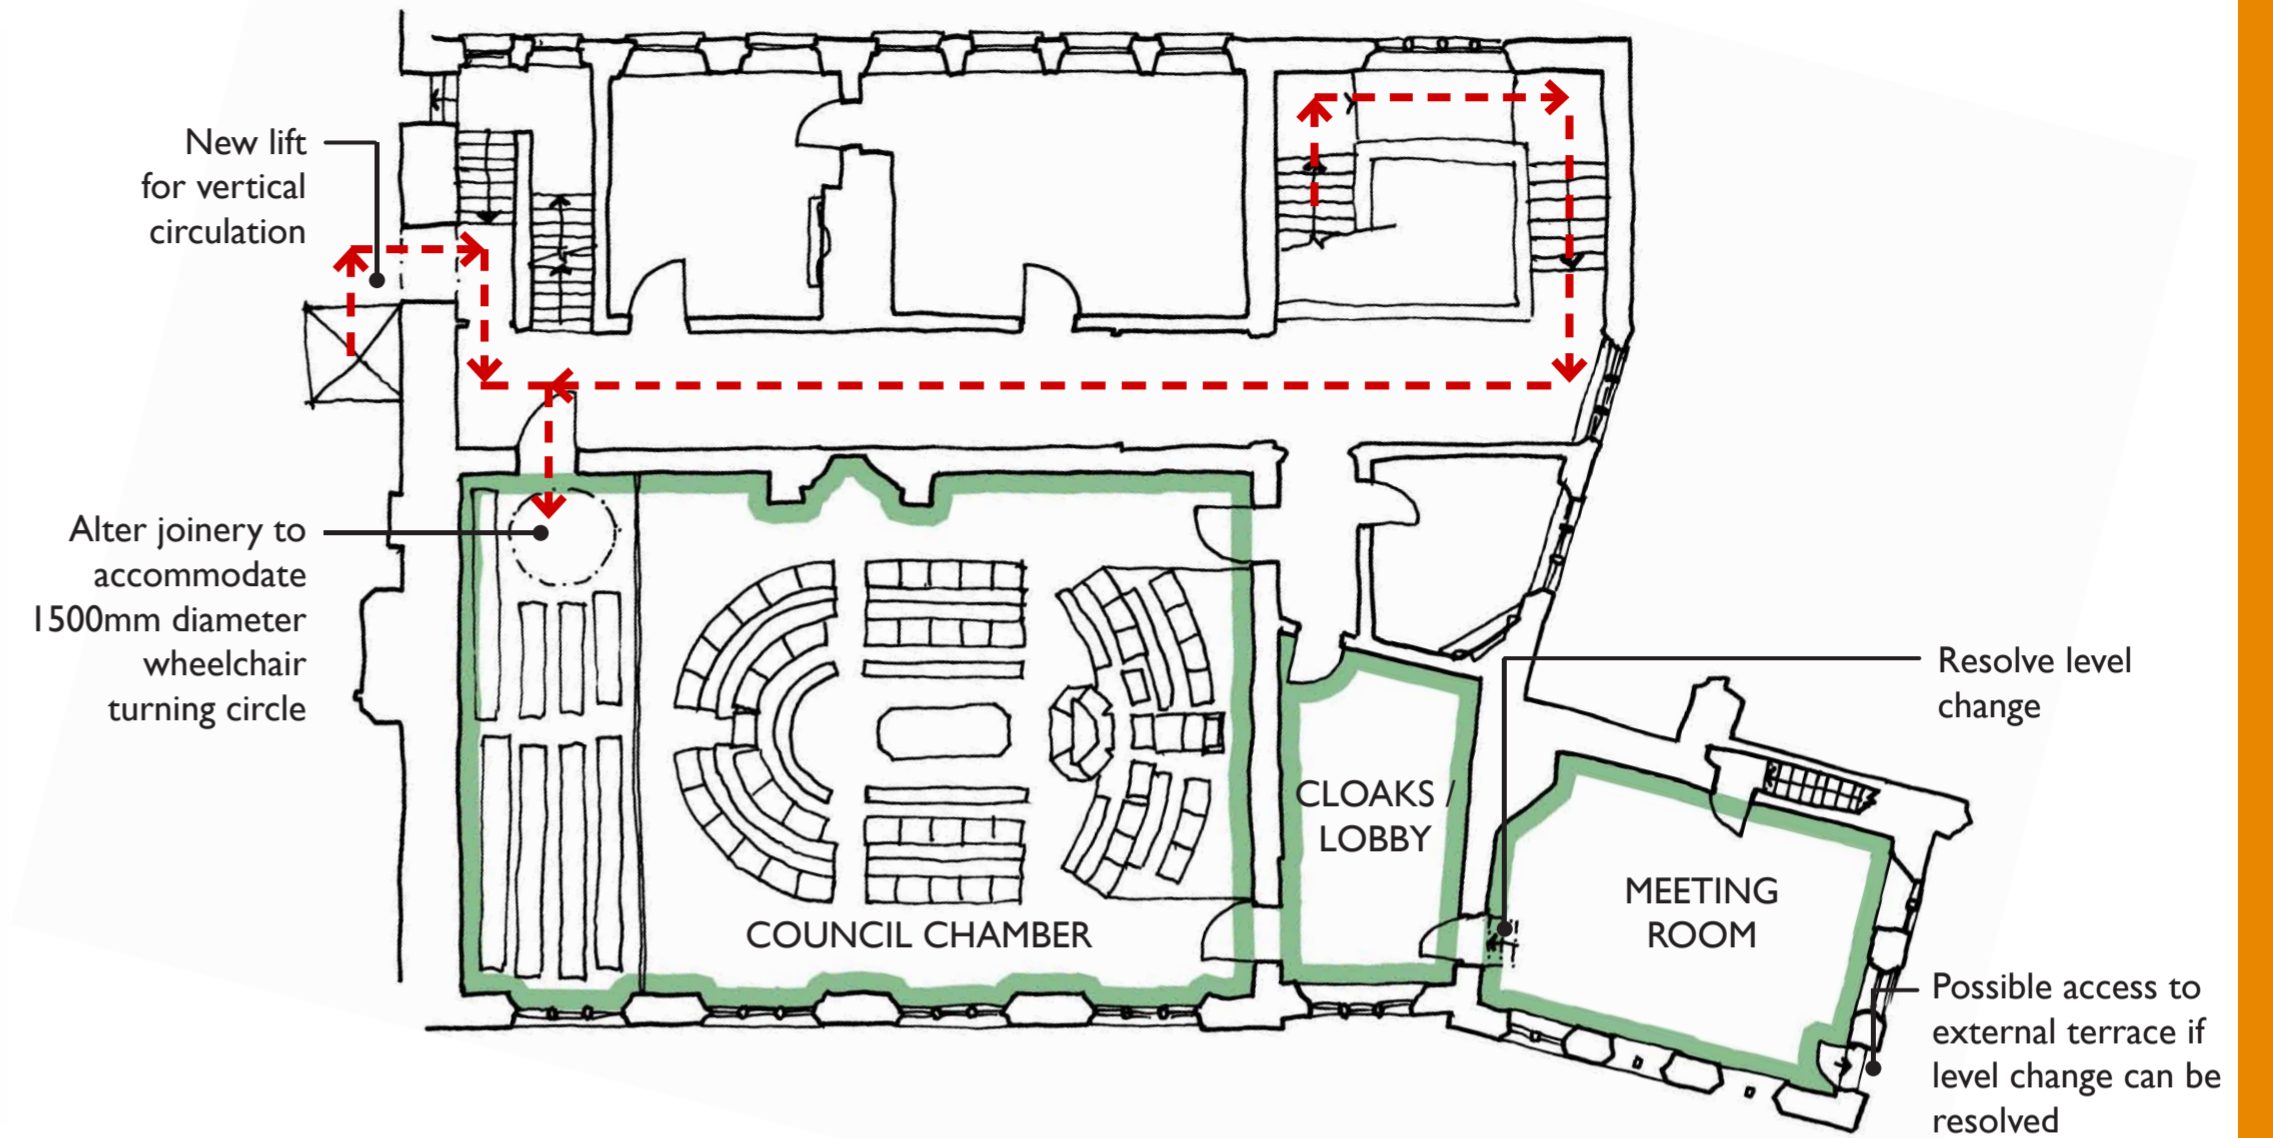 New lift
for vertical
circulation
Alter joinery to
accommodate
1500mm diameter
wheelchair
turning circle
COUNCIL CHAMBER
CLOAKS /
LOBBY
MEETING
ROOM
Resolve level
change
Possible access to
external terrace if
level change can be
resolved